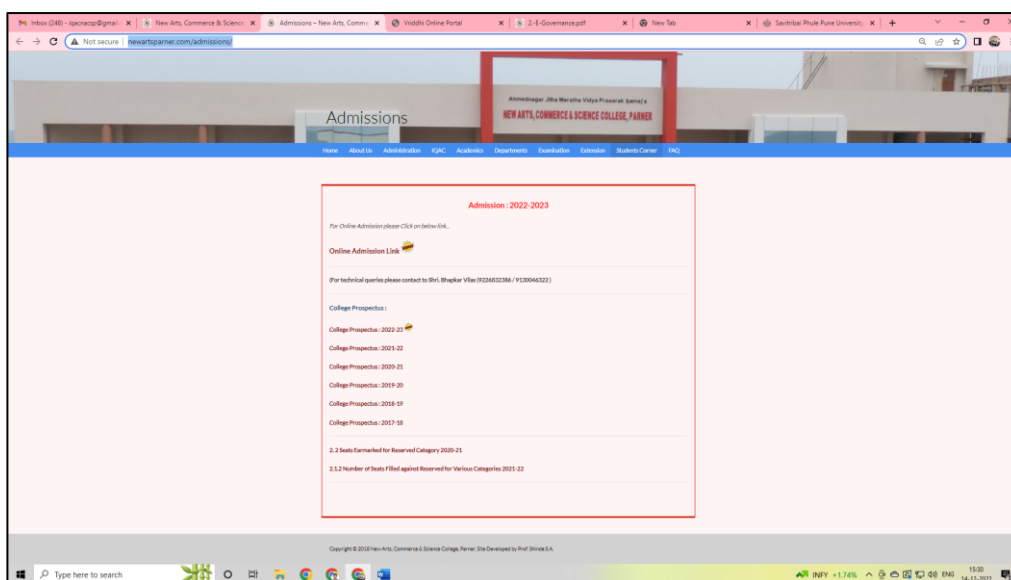 Inbox (248) - iqacnacsp@gmail.
New Arts, Commerce & Science
Admissions – New Arts, Comme
Viddhi Online Portal
2.-E-Governance.pdf
New Tab
Savitribai Phule Pune University
Not secure | newartsparner.com/admissions/
Ahmednagar Jilha Maratha Vidya Prasarak Samaj's
NEW ARTS, COMMERCE & SCIENCE COLLEGE, PARNER
Admissions
Home About Us Administration IQAC Academics Departments Examination Extension Students Corner FAQ
Admission : 2022-2023
For Online Admission please Click on below link..
Online Admission Link
(For technical queries please contact to Shri. Bhapkar Vilas (9226832386 / 9130046322 )
College Prospectus :
College Prospectus : 2022-23
College Prospectus : 2021-22
College Prospectus : 2020-21
College Prospectus : 2019-20
College Prospectus : 2018-19
College Prospectus : 2017-18
2. 2 Seats Earmarked for Reserved Category 2020-21
2.1.2 Number of Seats Filled against Reserved for Various Categories 2021-22
Copyright © 2018 New Arts, Commerce & Science College, Parner Site Developed by Prof Shinde S.A.
Type here to search
INFY +1.74%
ENG
15:30
14-12-2022